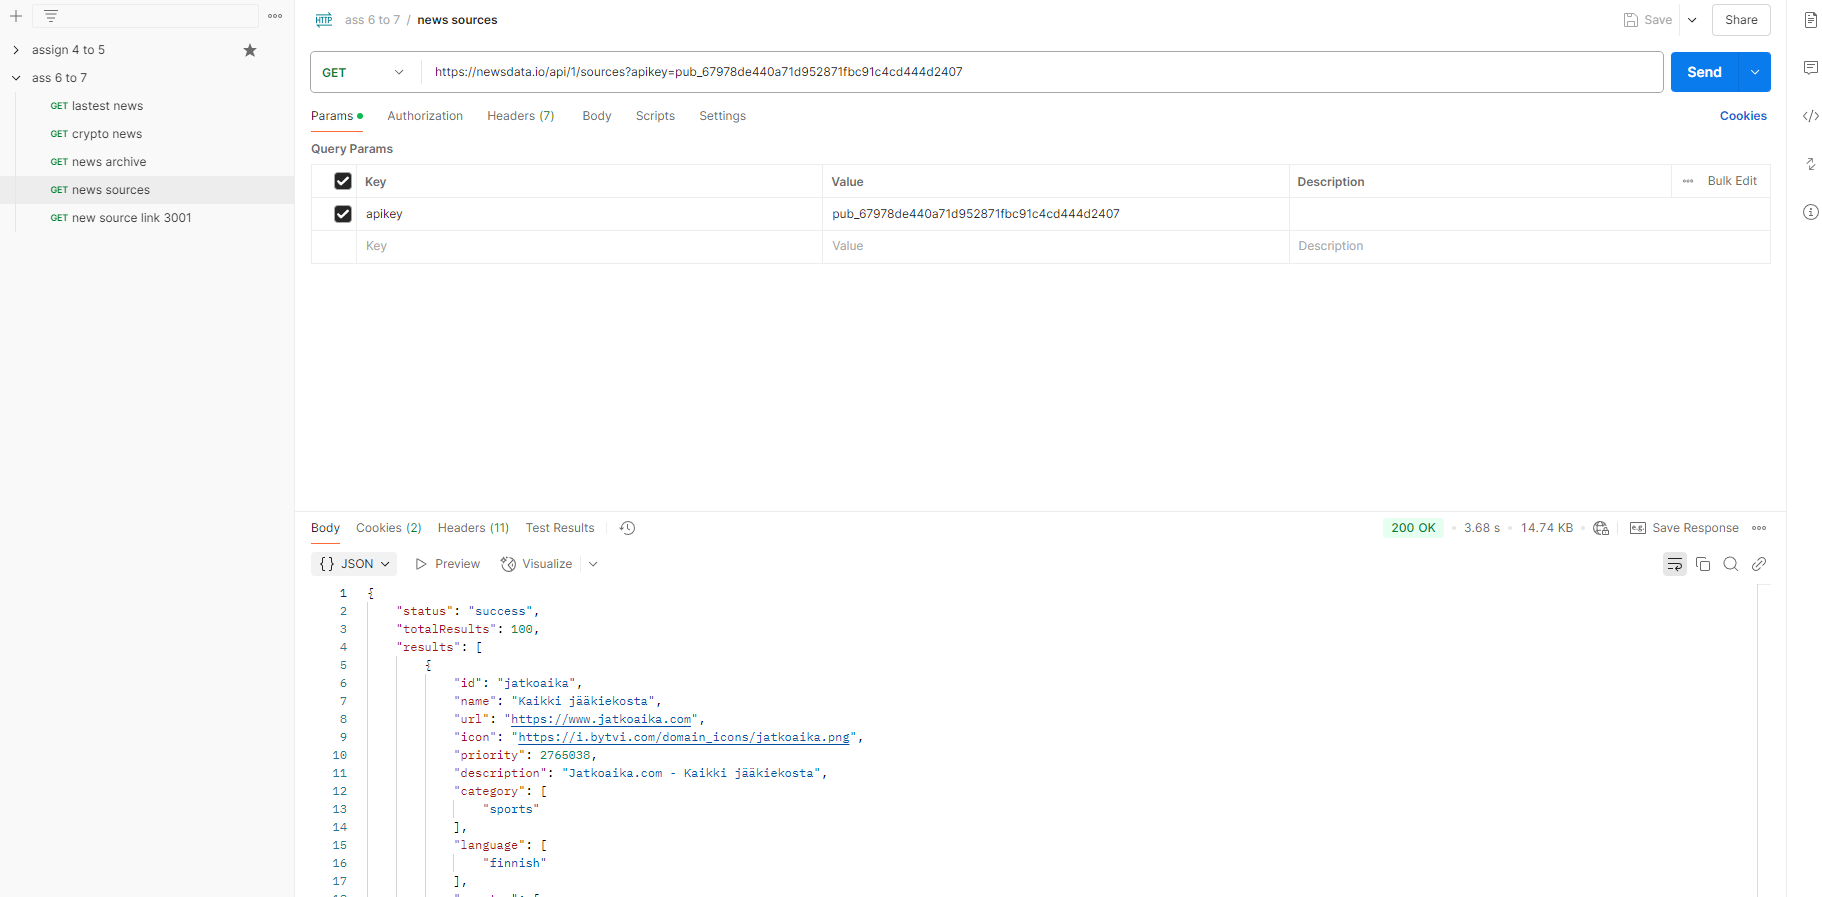 ass 6 to 7 / news sources
Save
Share
assign 4 to 5
ass 6 to 7
GET lastest news
GET crypto news
GET news archive
GET news sources
GET new source link 3001
HTTP
GET
https://newsdata.io/api/1/sources?apikey=pub_67978de440a71d952871fbc91c4cd444d2407
Send
Params
Authorization
Headers (7)
Body
Scripts
Settings
Cookies
Query Params
Key
Value
Description
Bulk Edit
apikey
pub_67978de440a71d952871fbc91c4cd444d2407
Key
Value
Description
Body
Cookies (2)
Headers (11)
Test Results
200 OK
3.68 s
14.74 KB
e.g.
Save Response
{} JSON
Preview
Visualize
1 {
2 "status": "success",
3 "totalResults": 100,
4 "results": [
5 {
6 "id": "jatkoaika",
7 "name": "Kaikki jääkiekosta",
8 "url": "https://www.jatkoaika.com",
9 "icon": "https://i.bytvi.com/domain_icons/jatkoaika.png",
10 "priority": 2765038,
11 "description": "Jatkoaika.com - Kaikki jääkiekosta",
12 "category": [
13 "sports"
14 ],
15 "language": [
16 "finnish"
17 ],